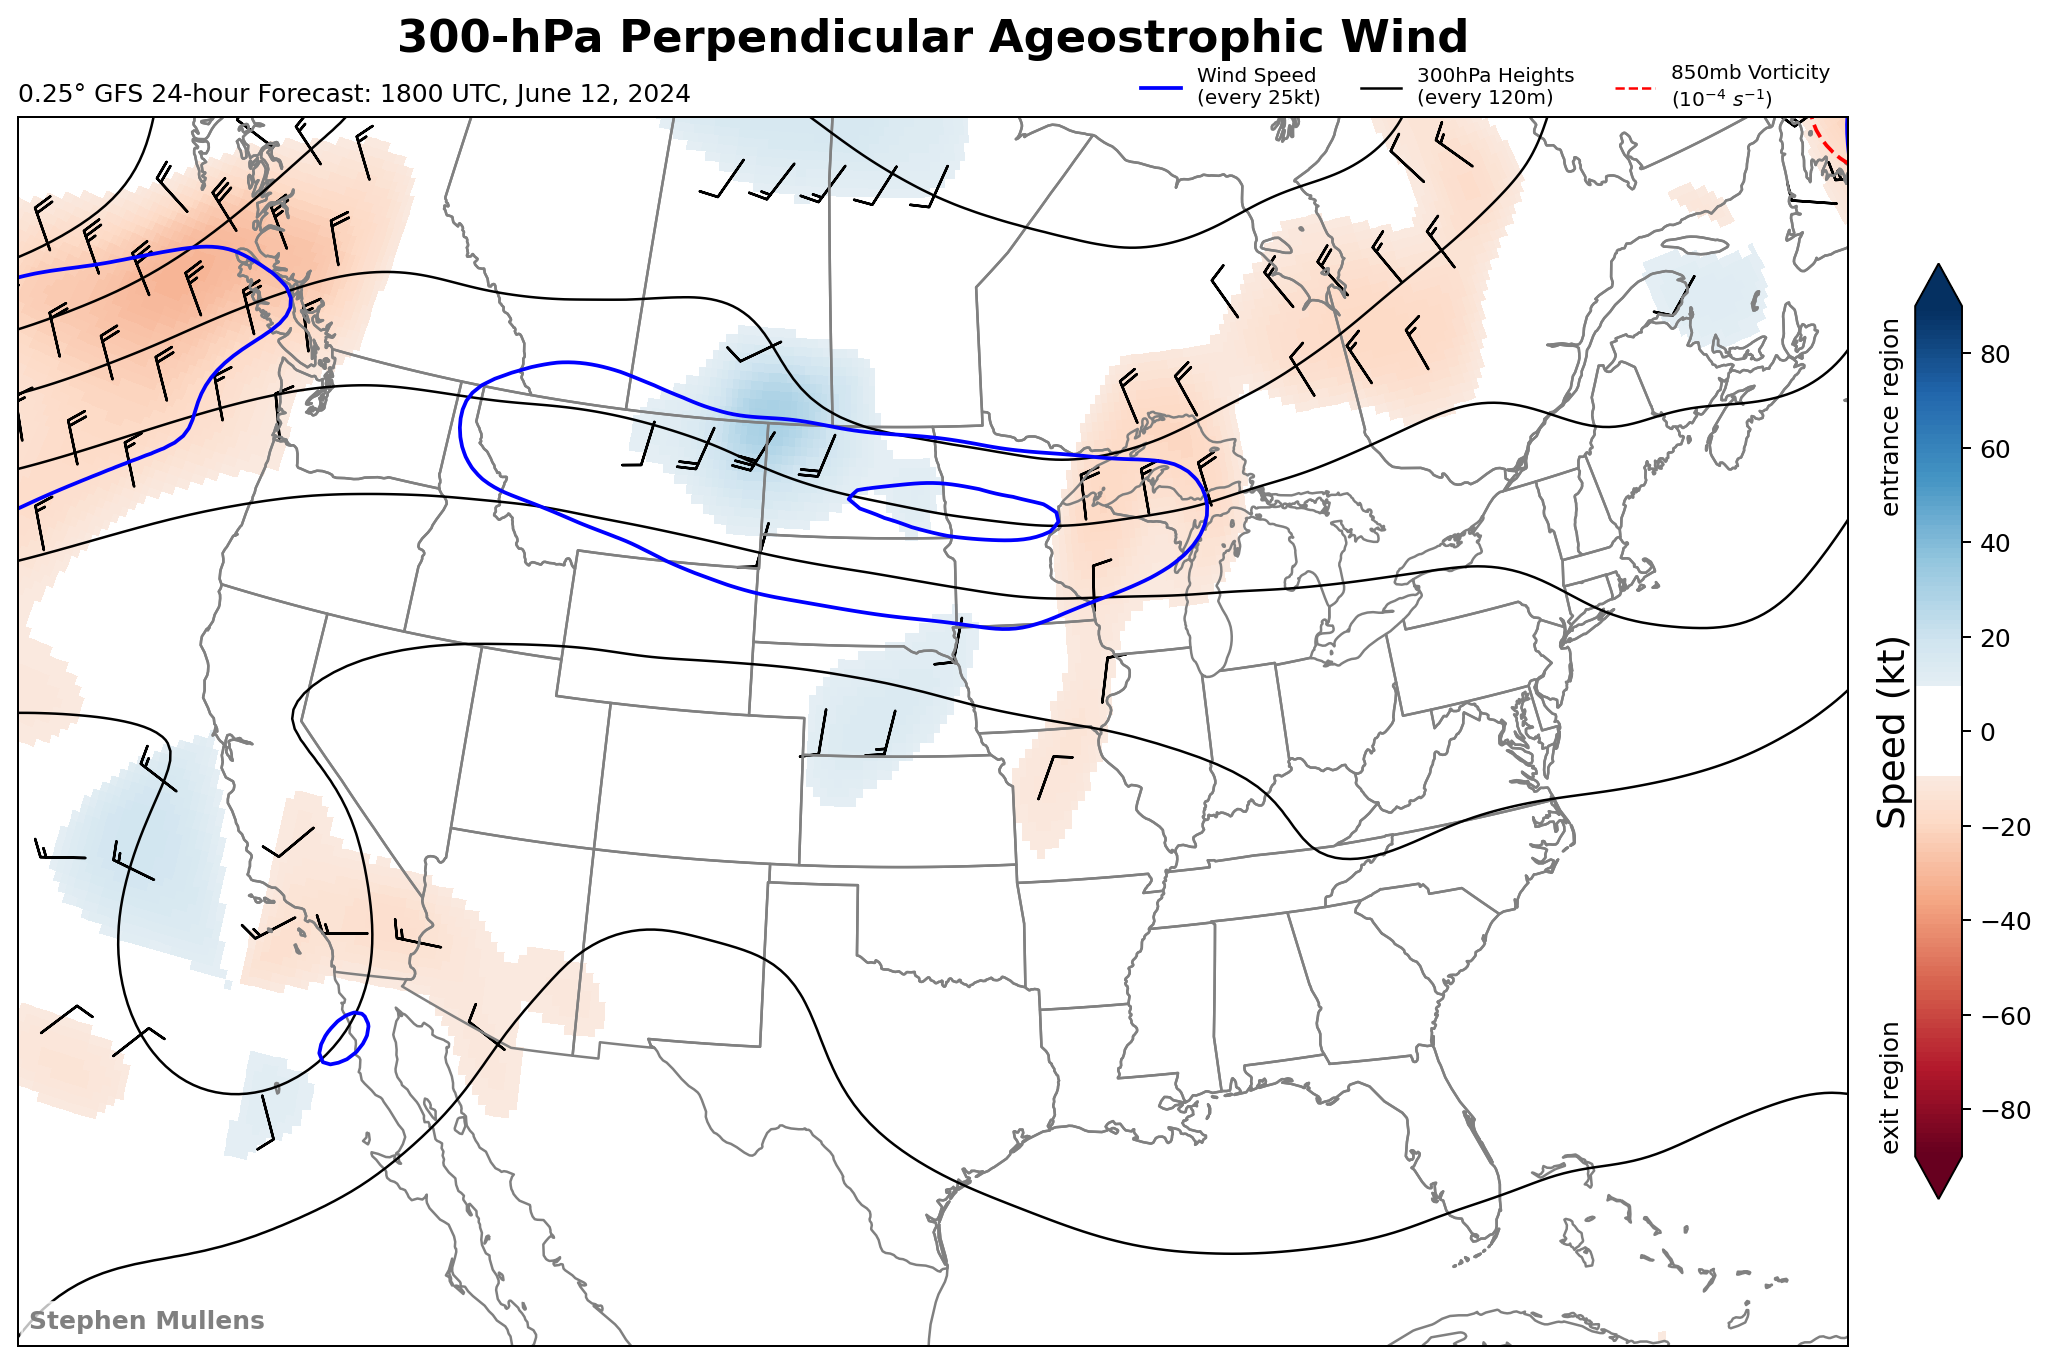 300-hPa Perpendicular Ageostrophic Wind
0.25° GFS 24-hour Forecast: 1800 UTC, June 12, 2024
Wind Speed
(every 25kt)
300hPa Heights
(every 120m)
850mb Vorticity
(10⁻⁴ s⁻¹)
entrance region
Speed (kt)
exit region
80
60
40
20
0
−20
−40
−60
−80
Stephen Mullens